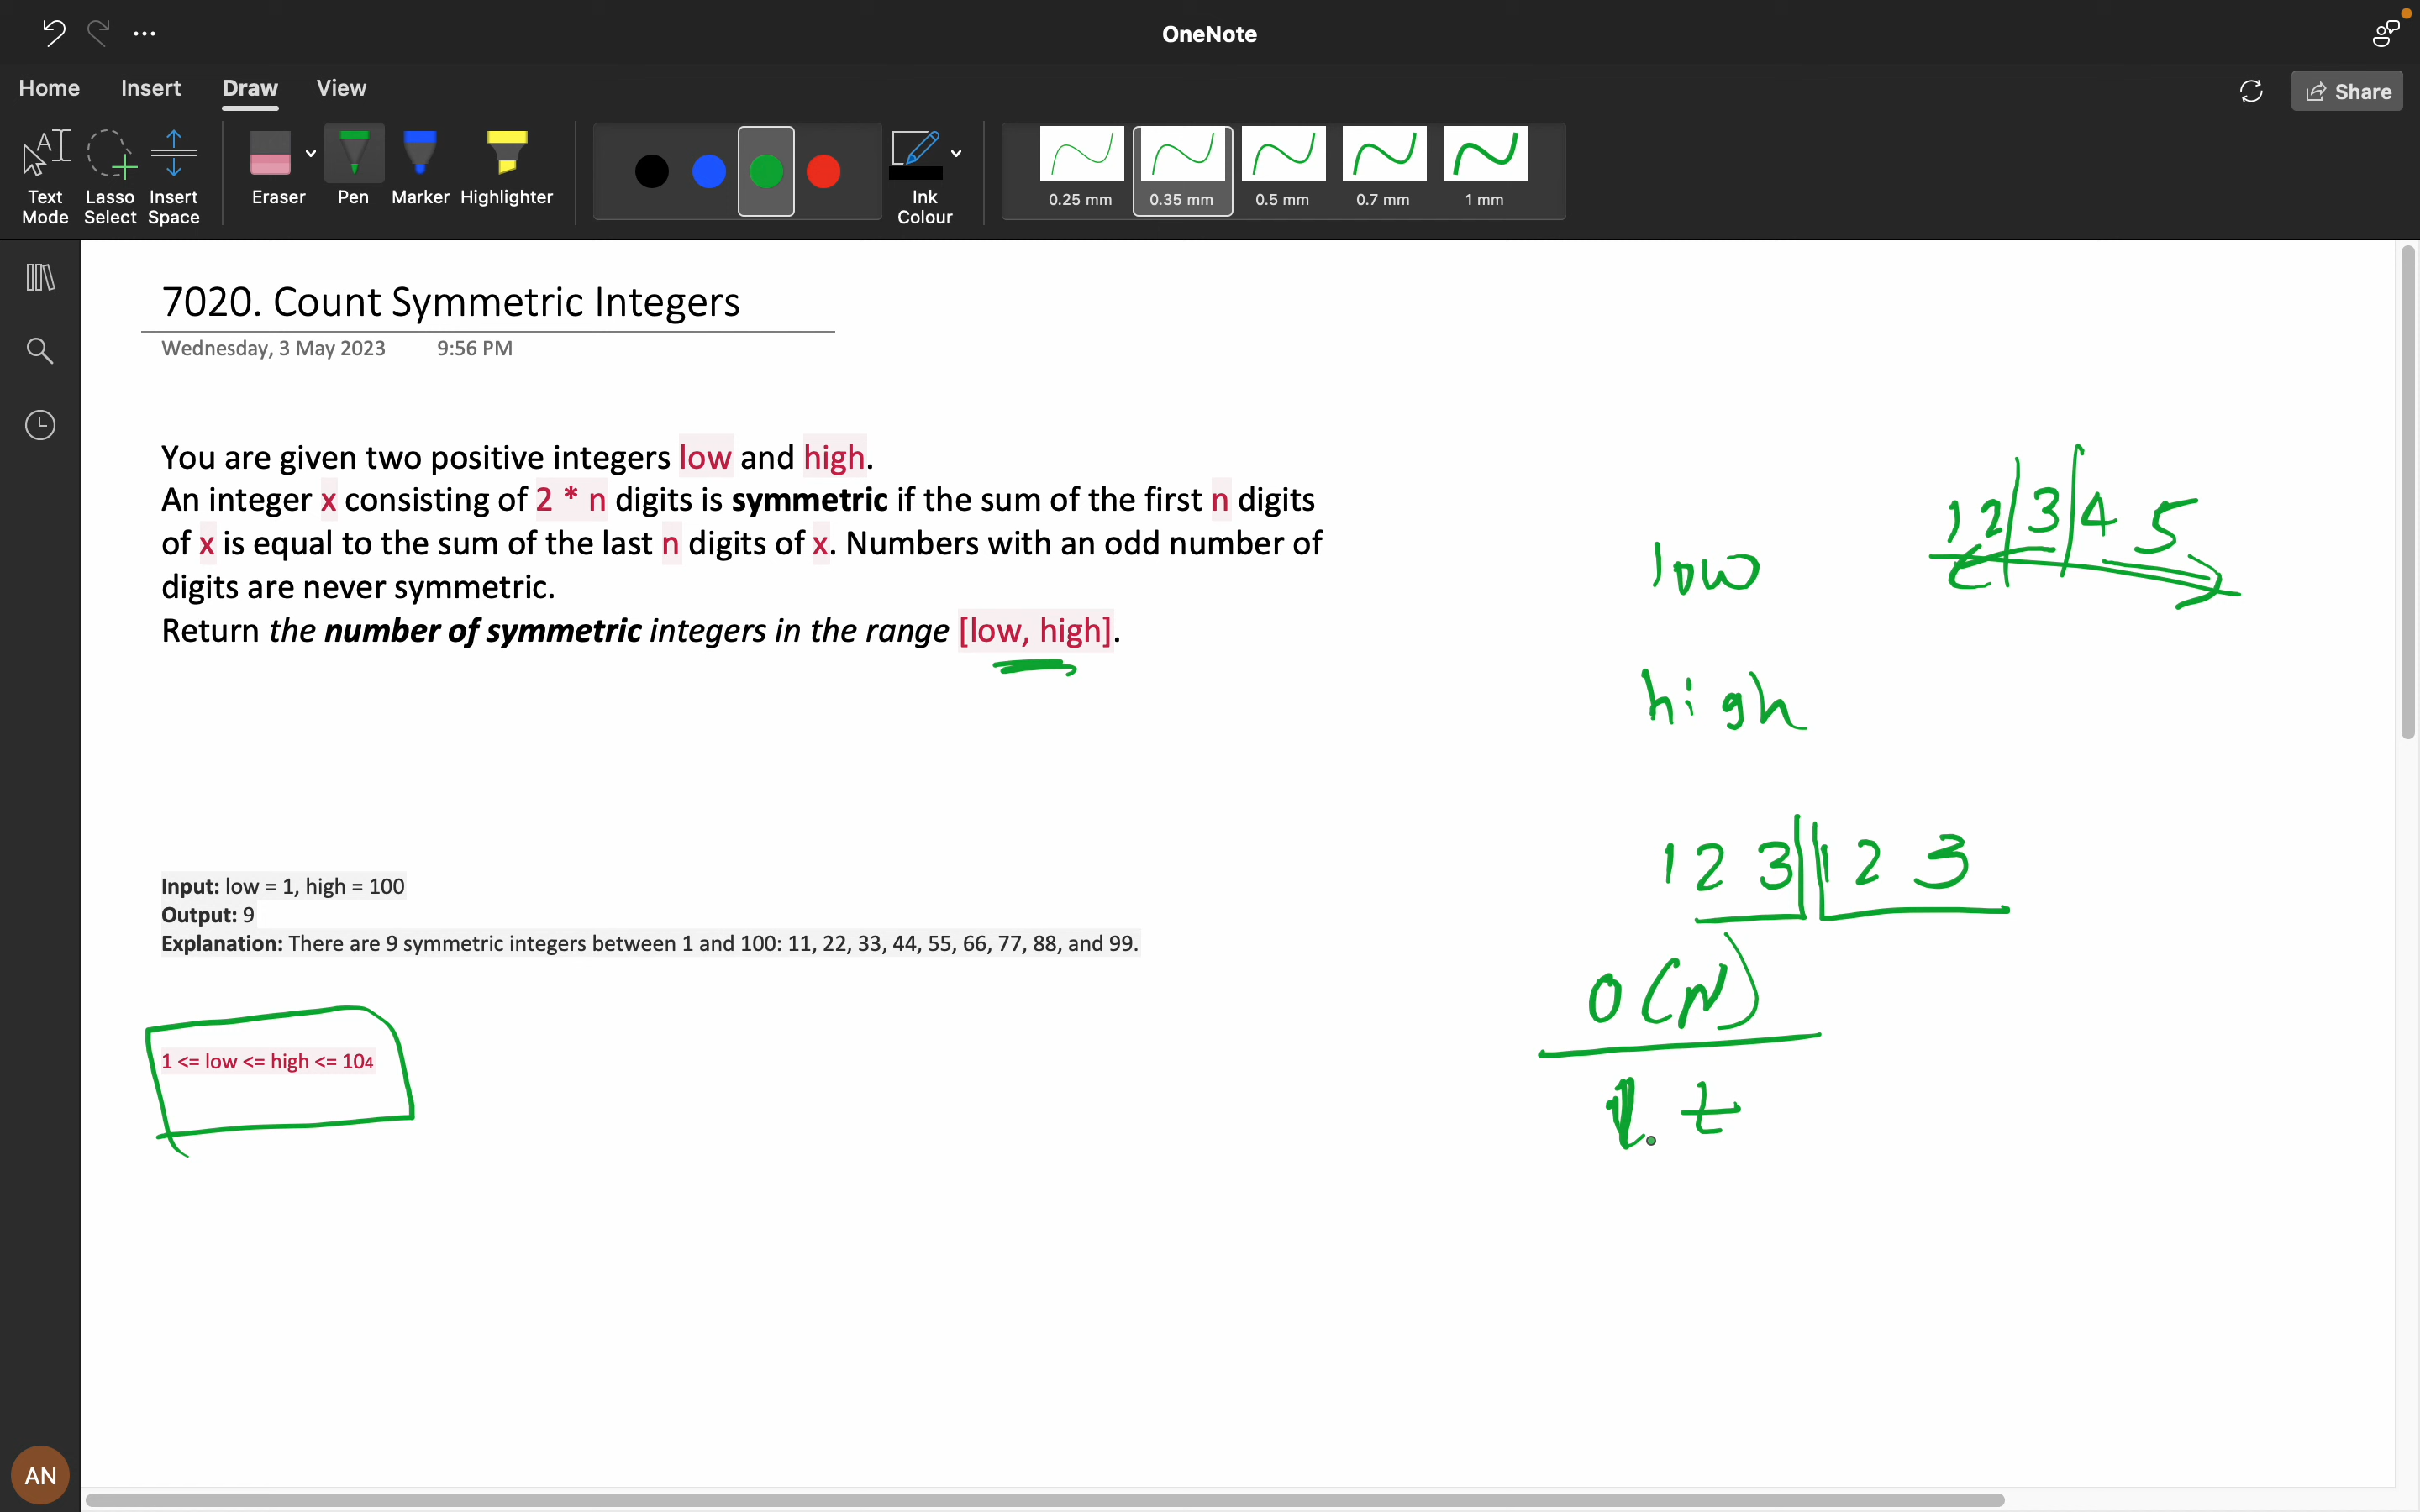 OneNote
Home Insert Draw View
Share
Text Mode
Lasso Select
Insert Space
Eraser
Pen
Marker
Highlighter
Ink Colour
0.25 mm
0.35 mm
0.5 mm
0.7 mm
1 mm
7020. Count Symmetric Integers
Wednesday, 3 May 2023 9:56 PM
You are given two positive integers low and high.
An integer x consisting of 2 * n digits is symmetric if the sum of the first n digits
of x is equal to the sum of the last n digits of x. Numbers with an odd number of
digits are never symmetric.
Return the number of symmetric integers in the range [low, high].
Input: low = 1, high = 100
Output: 9
Explanation: There are 9 symmetric integers between 1 and 100: 11, 22, 33, 44, 55, 66, 77, 88, and 99.
1 <= low <= high <= 104
1 2 3 4 5
low
high
1 2 3 1 2 3
O(N)
t
AN